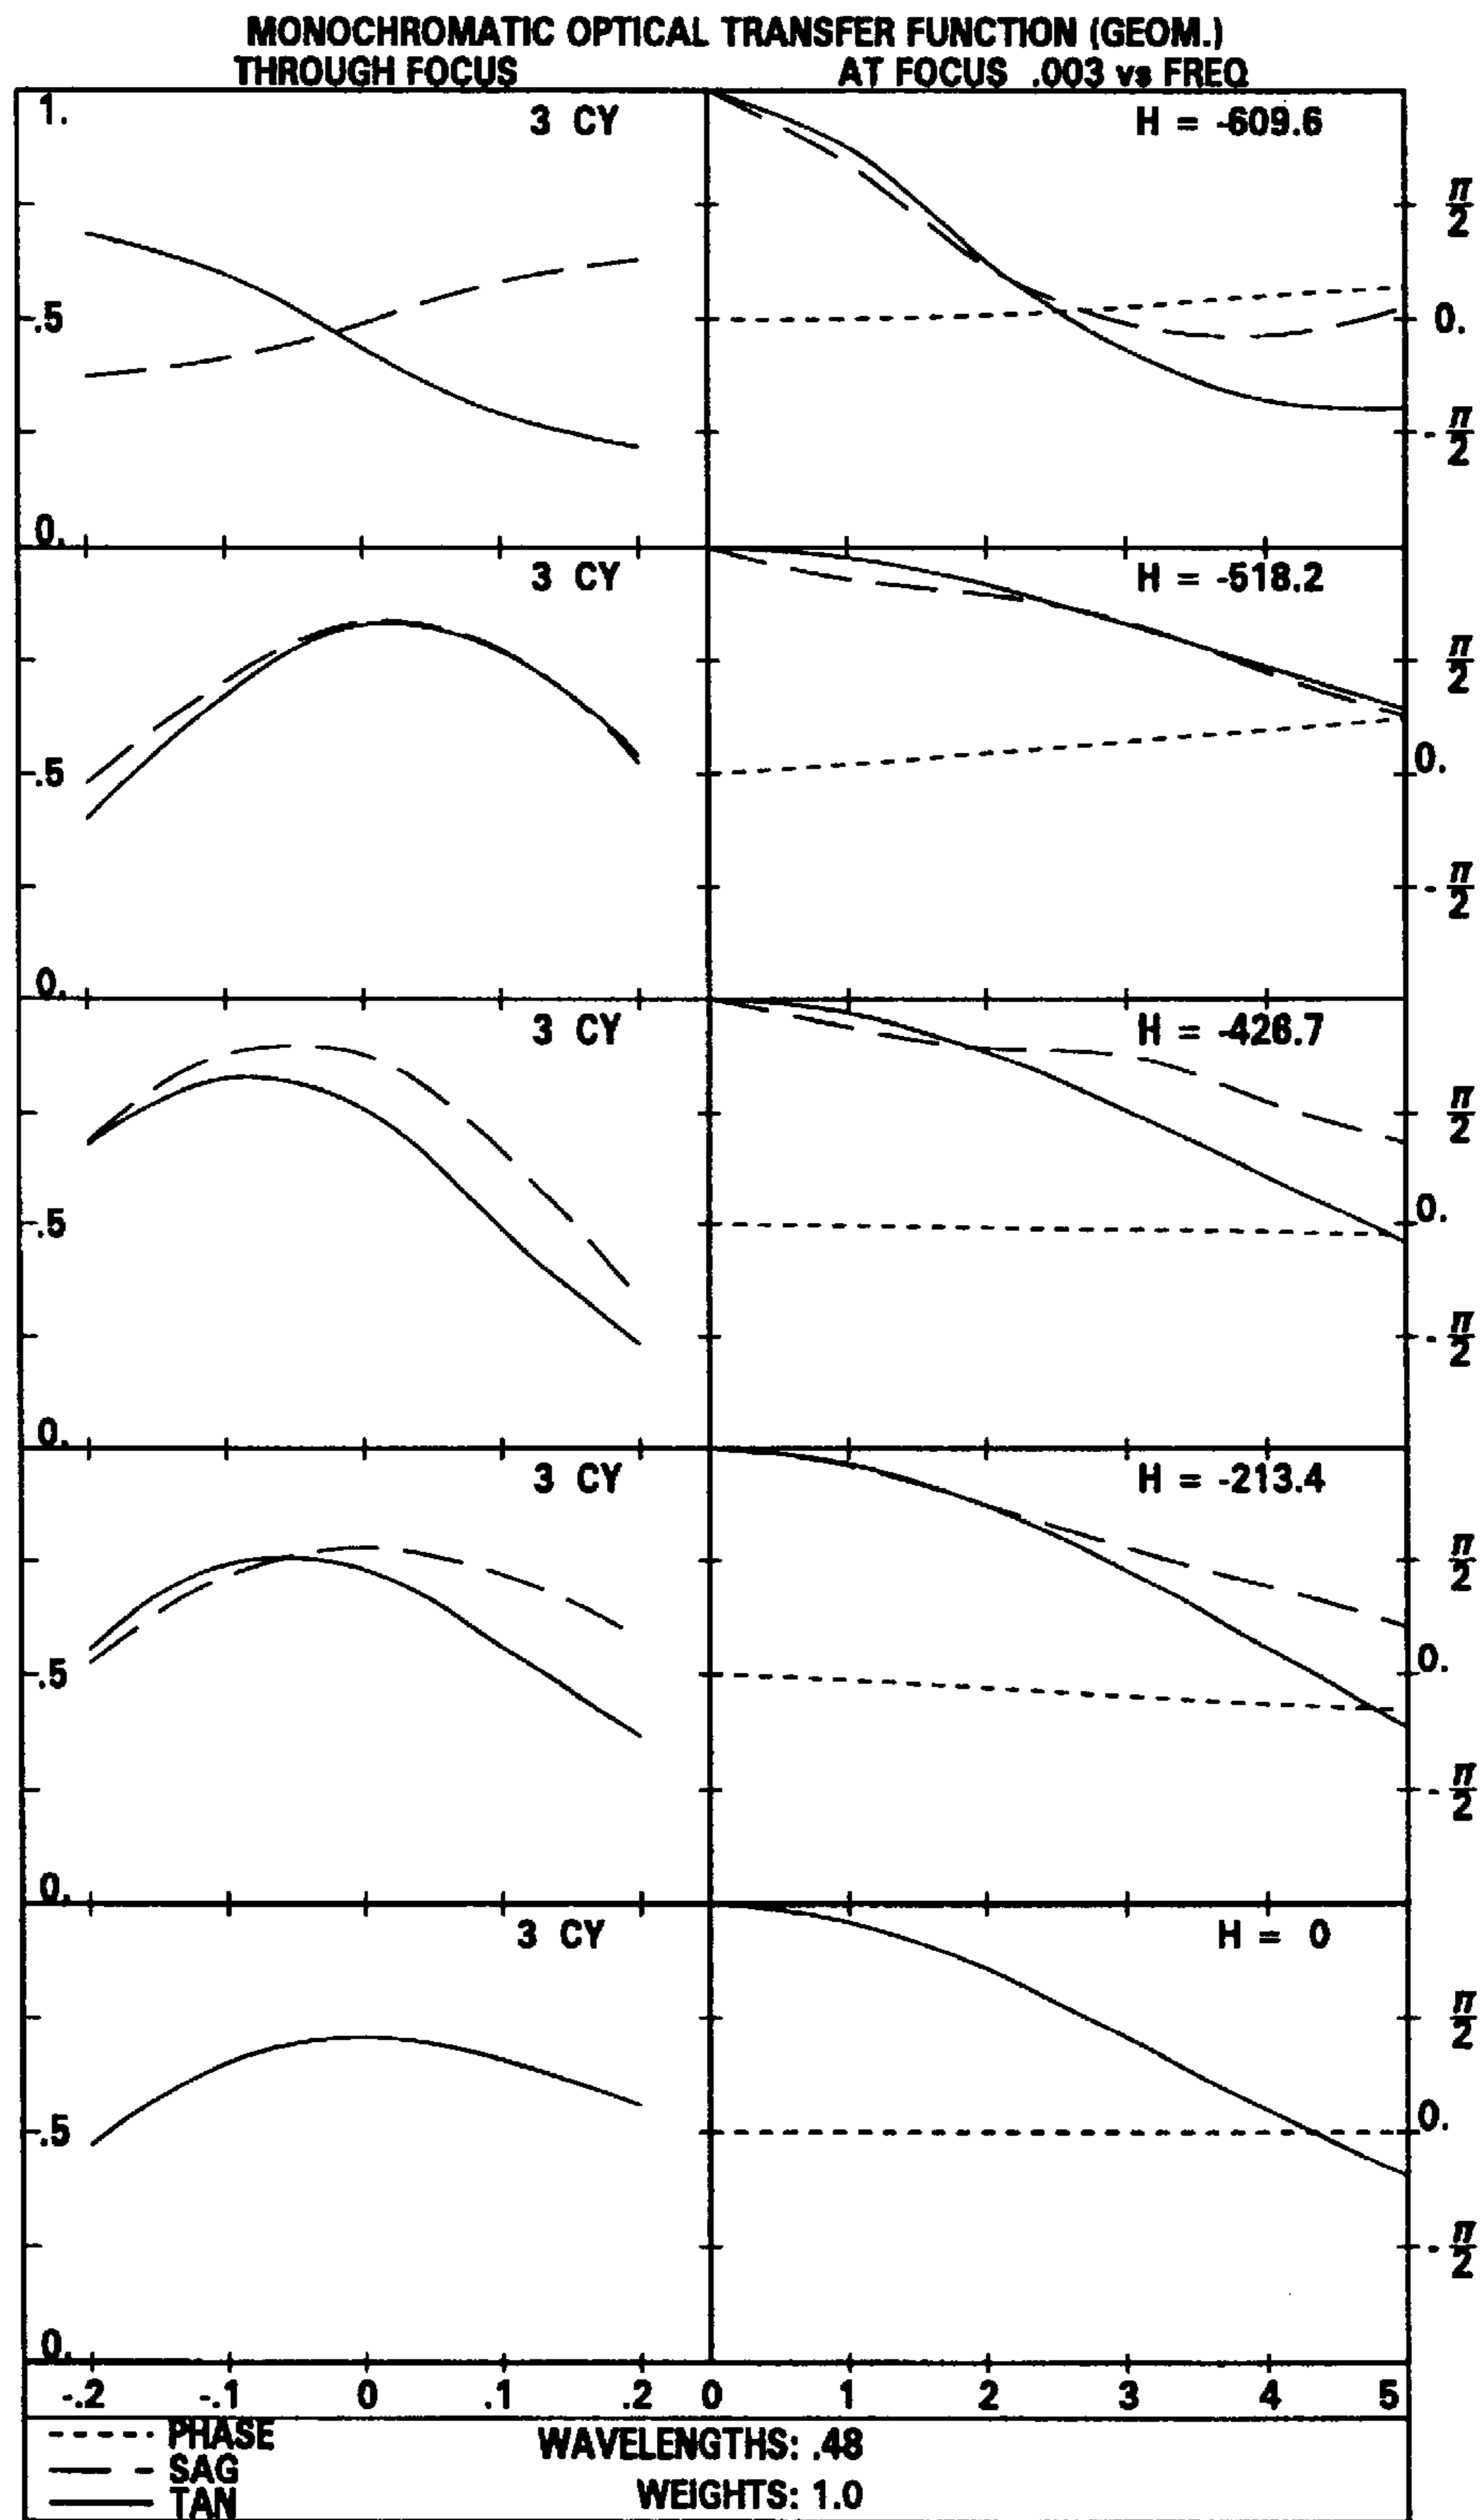 MONOCHROMATIC OPTICAL TRANSFER FUNCTION (GEOM.)
THROUGH FOCUS AT FOCUS .003 vs FREQ
1. 3 CY H = -609.6
π/2
.5 0.
-π/2
0.
3 CY H = -518.2
π/2
.5 0.
-π/2
0.
3 CY H = -426.7
π/2
.5 0.
-π/2
0.
3 CY H = -213.4
π/2
.5 0.
-π/2
0.
3 CY H = 0
π/2
.5 0.
-π/2
0.
-.2 -.1 0 .1 .2 0 1 2 3 4 5
PHASE WAVELENGTHS: .48
SAG
WEIGHTS: 1.0
TAN